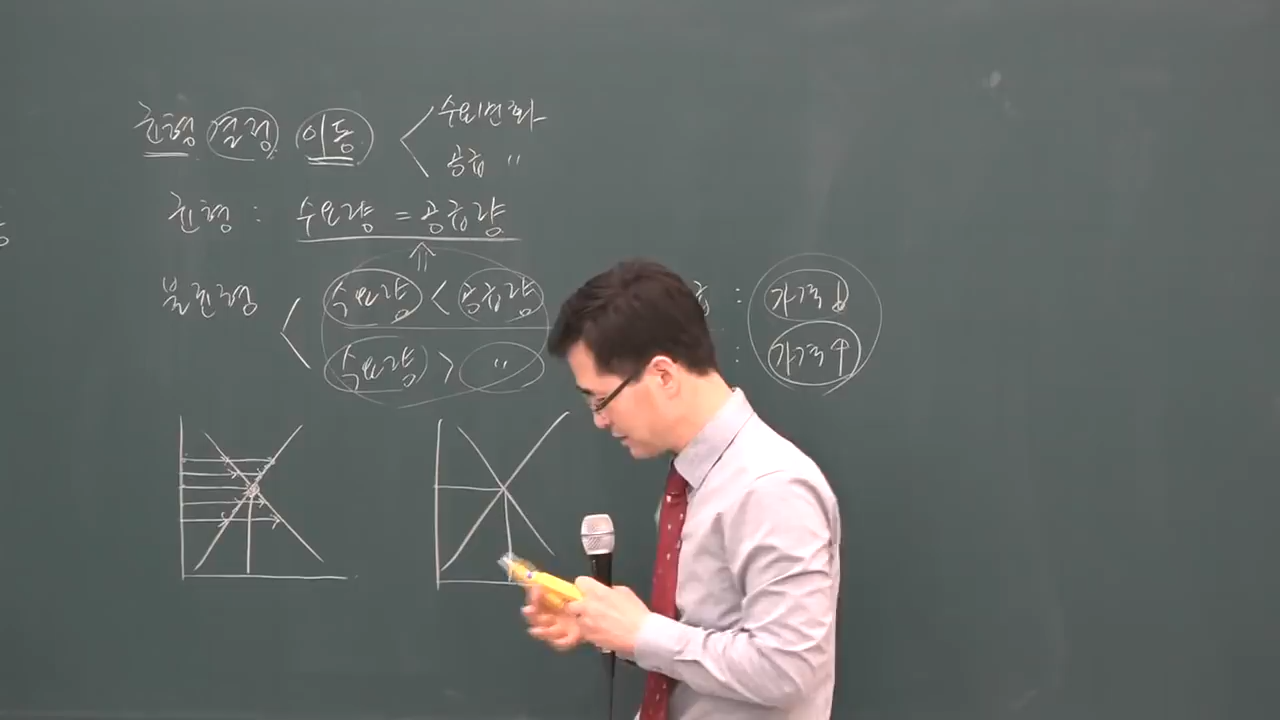 균형 결정 이동 < 수요변화
공급 〃
균형 : 수요량 = 공급량
⇑
불균형 < 수요량 < 공급량 : 가격↓
수요량 > 〃 : 가격↑